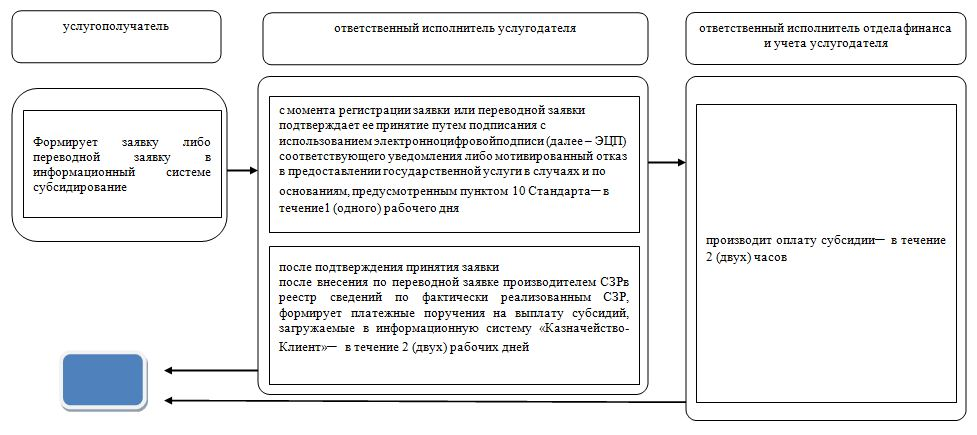 услугополучатель
ответственный исполнитель услугодателя
ответственный исполнитель отделафинанса
и учета услугодателя
Формирует заявку либо
переводной заявку в
информационный системе
субсидирование
с момента регистрации заявки или переводной заявки
подтверждает ее принятие путем подписания с
использованием электронноцифровойподписи (далее – ЭЦП)
соответствующего уведомления либо мотивированный отказ
в предоставлении государственной услуги в случаях и по
основаниям, предусмотренным пунктом 10 Стандарта— в
течение1 (одного) рабочего дня
после подтверждения принятия заявки
после внесения по переводной заявке производителем СЗРв
реестр сведений по фактически реализованным СЗР,
формирует платежные поручения на выплату субсидий,
загружаемые в информационную систему «Казначейство-
Клиент»— в течение 2 (двух) рабочих дней
производит оплату субсидии— в течение
2 (двух) часов